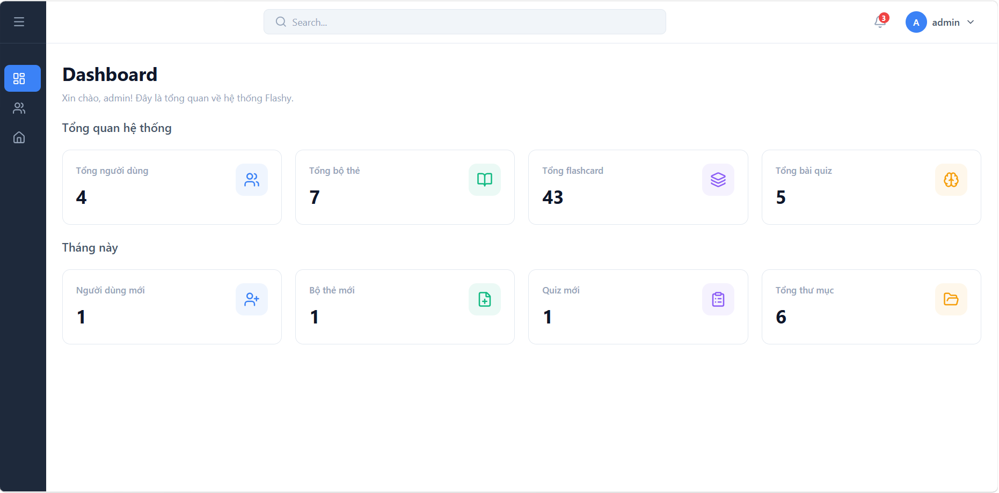 Search...
3
A
admin
Dashboard
Xin chào, admin! Đây là tổng quan về hệ thống Flashy.
Tổng quan hệ thống
Tổng người dùng
4
Tổng bộ thẻ
7
Tổng flashcard
43
Tổng bài quiz
5
Tháng này
Người dùng mới
1
Bộ thẻ mới
1
Quiz mới
1
Tổng thư mục
6